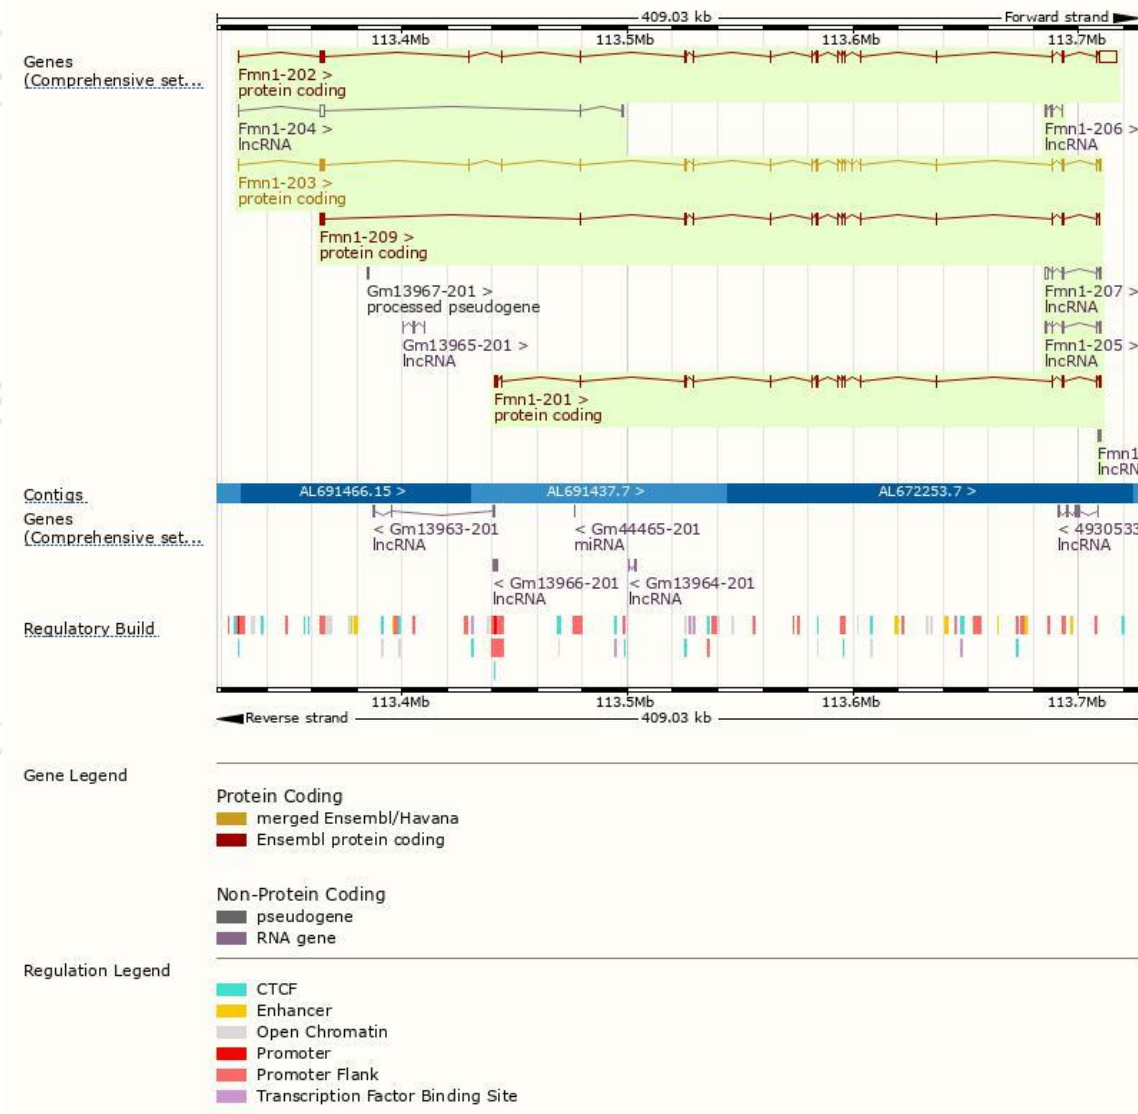 409.03 kb Forward strand
113.4Mb 113.5Mb 113.6Mb 113.7Mb
Genes
(Comprehensive set...
Fmn1-202 >
protein coding
Fmn1-204 > Fmn1-206 >
lncRNA lncRNA
Fmn1-203 >
protein coding
Fmn1-209 >
protein coding
Gm13967-201 > Fmn1-207 >
processed pseudogene lncRNA
Gm13965-201 > Fmn1-205 >
lncRNA lncRNA
Fmn1-201 >
protein coding
Fmn1
lncRN
Contigs AL691466.15 > AL691437.7 > AL672253.7 >
Genes
(Comprehensive set...
< Gm13963-201 < Gm44465-201 < 4930533
lncRNA miRNA lncRNA
< Gm13966-201 < Gm13964-201
lncRNA lncRNA
Regulatory Build
113.4Mb 113.5Mb 113.6Mb 113.7Mb
Reverse strand 409.03 kb
Gene Legend
Protein Coding
merged Ensembl/Havana
Ensembl protein coding
Non-Protein Coding
pseudogene
RNA gene
Regulation Legend
CTCF
Enhancer
Open Chromatin
Promoter
Promoter Flank
Transcription Factor Binding Site